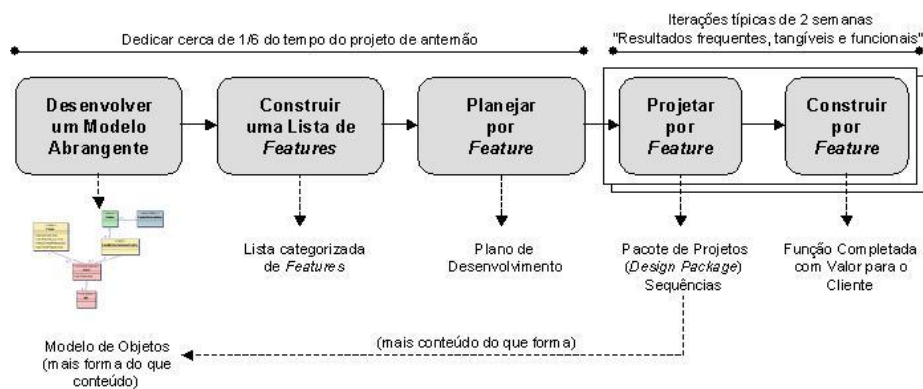 Iterações típicas de 2 semanas
Dedicar cerca de 1/6 do tempo do projeto de antemão
"Resultados frequentes, tangíveis e funcionais"
Desenvolver
um Modelo
Abrangente
Construir
uma Lista de
Features
Planejar
por
Feature
Projetar
por
Feature
Construir
por
Feature
Lista categorizada
de Features
Plano de
Desenvolvimento
Pacote de Projetos
(Design Package)
Sequências
Função Completada
com Valor para o
Cliente
Modelo de Objetos
(mais forma do que
conteúdo)
(mais conteúdo do que forma)